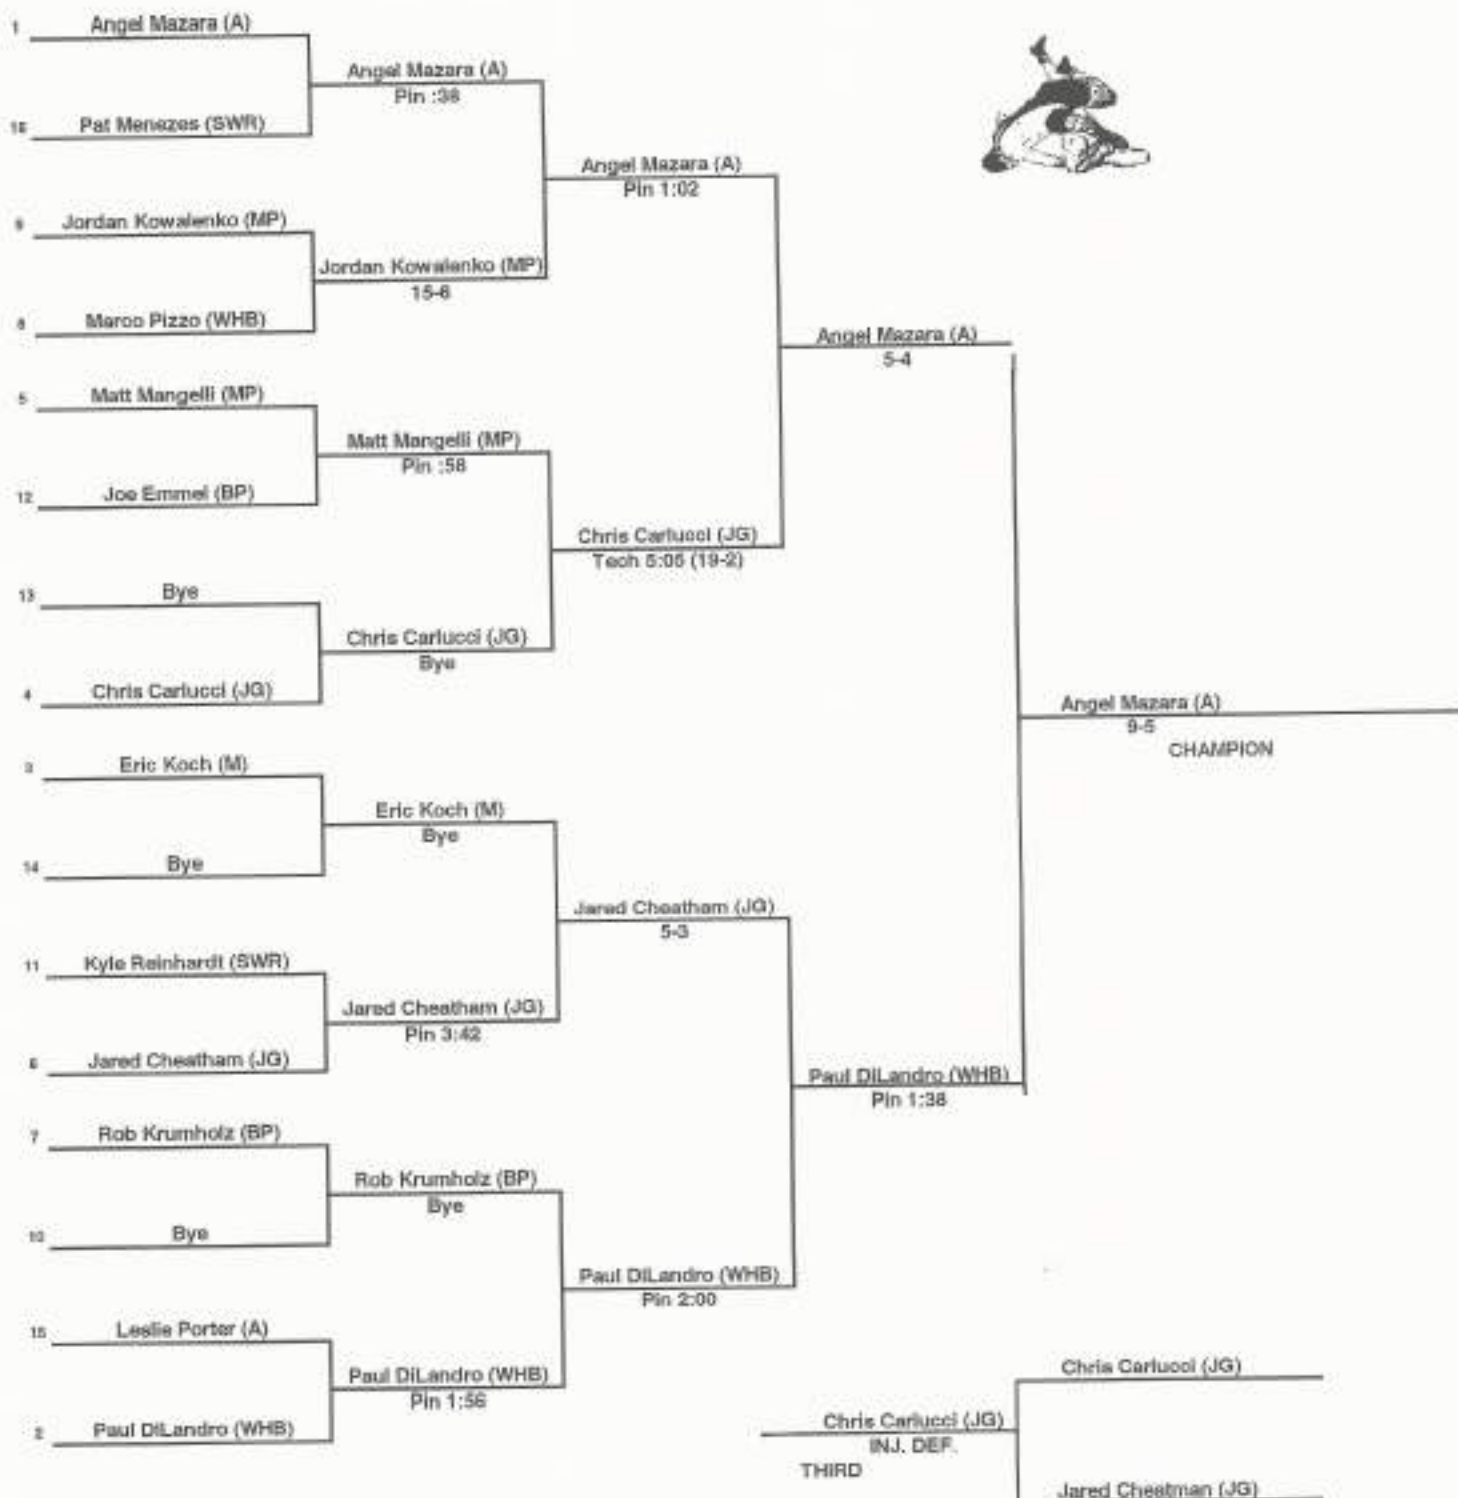 1 Angel Mazara (A)
Angel Mazara (A)
Pin :38
16 Pat Menezes (SWR)
Angel Mazara (A)
Pin 1:02
9 Jordan Kowalenko (MP)
Jordan Kowalenko (MP)
15-6
8 Marco Pizzo (WHB)
Angel Mazara (A)
5-4
5 Matt Mangelli (MP)
Matt Mangelli (MP)
Pin :58
12 Joe Emmel (BP)
Chris Carlucci (JG)
Tech 5:05 (19-2)
13 Bye
Chris Carlucci (JG)
Bye
4 Chris Carlucci (JG)
Angel Mazara (A)
9-5
CHAMPION
3 Eric Koch (M)
Eric Koch (M)
Bye
14 Bye
Jared Cheatham (JG)
5-3
11 Kyle Reinhardt (SWR)
Jared Cheatham (JG)
Pin 3:42
6 Jared Cheatham (JG)
Paul DiLandro (WHB)
Pin 1:38
7 Rob Krumholz (BP)
Rob Krumholz (BP)
Bye
10 Bye
Paul DiLandro (WHB)
Pin 2:00
15 Leslie Porter (A)
Paul DiLandro (WHB)
Pin 1:56
2 Paul DiLandro (WHB)
Chris Carlucci (JG)
Chris Carlucci (JG)
INJ. DEF.
THIRD
Jared Cheatman (JG)